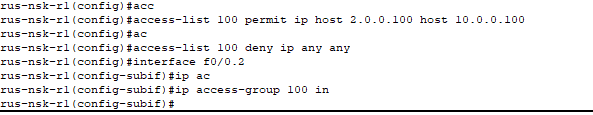 rus-nsk-r1(config)#acc
rus-nsk-r1(config)#access-list 100 permit ip host 2.0.0.100 host 10.0.0.100
rus-nsk-r1(config)#ac
rus-nsk-r1(config)#access-list 100 deny ip any any
rus-nsk-r1(config)#interface f0/0.2
rus-nsk-r1(config-subif)#ip ac
rus-nsk-r1(config-subif)#ip access-group 100 in
rus-nsk-r1(config-subif)#